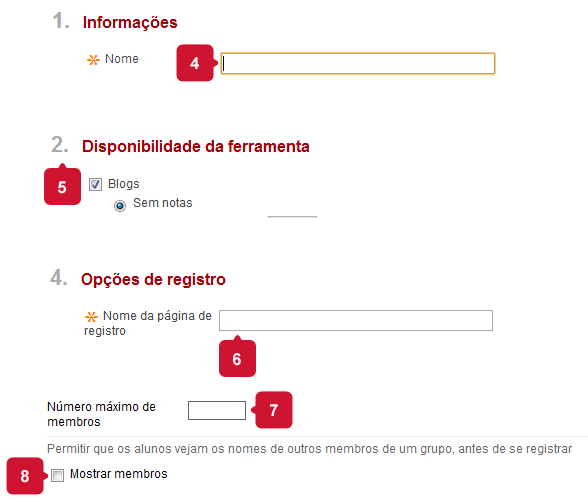 1. Informações
Nome
4
2. Disponibilidade da ferramenta
5
Blogs
Sem notas
4. Opções de registro
Nome da página de
registro
6
Número máximo de
membros
7
Permitir que os alunos vejam os nomes de outros membros de um grupo, antes de se registrar
8
Mostrar membros